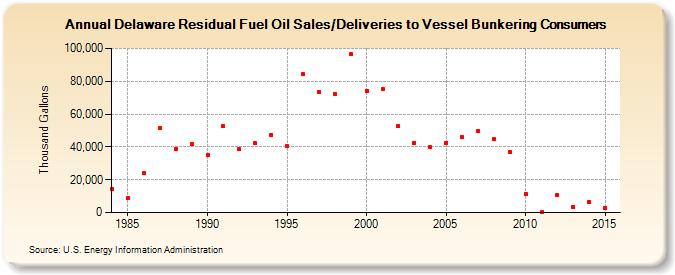 Annual Delaware Residual Fuel Oil Sales/Deliveries to Vessel Bunkering Consumers
Thousand Gallons
100,000
80,000
60,000
40,000
20,000
0
1985 1990 1995 2000 2005 2010 2015
Source: U.S. Energy Information Administration